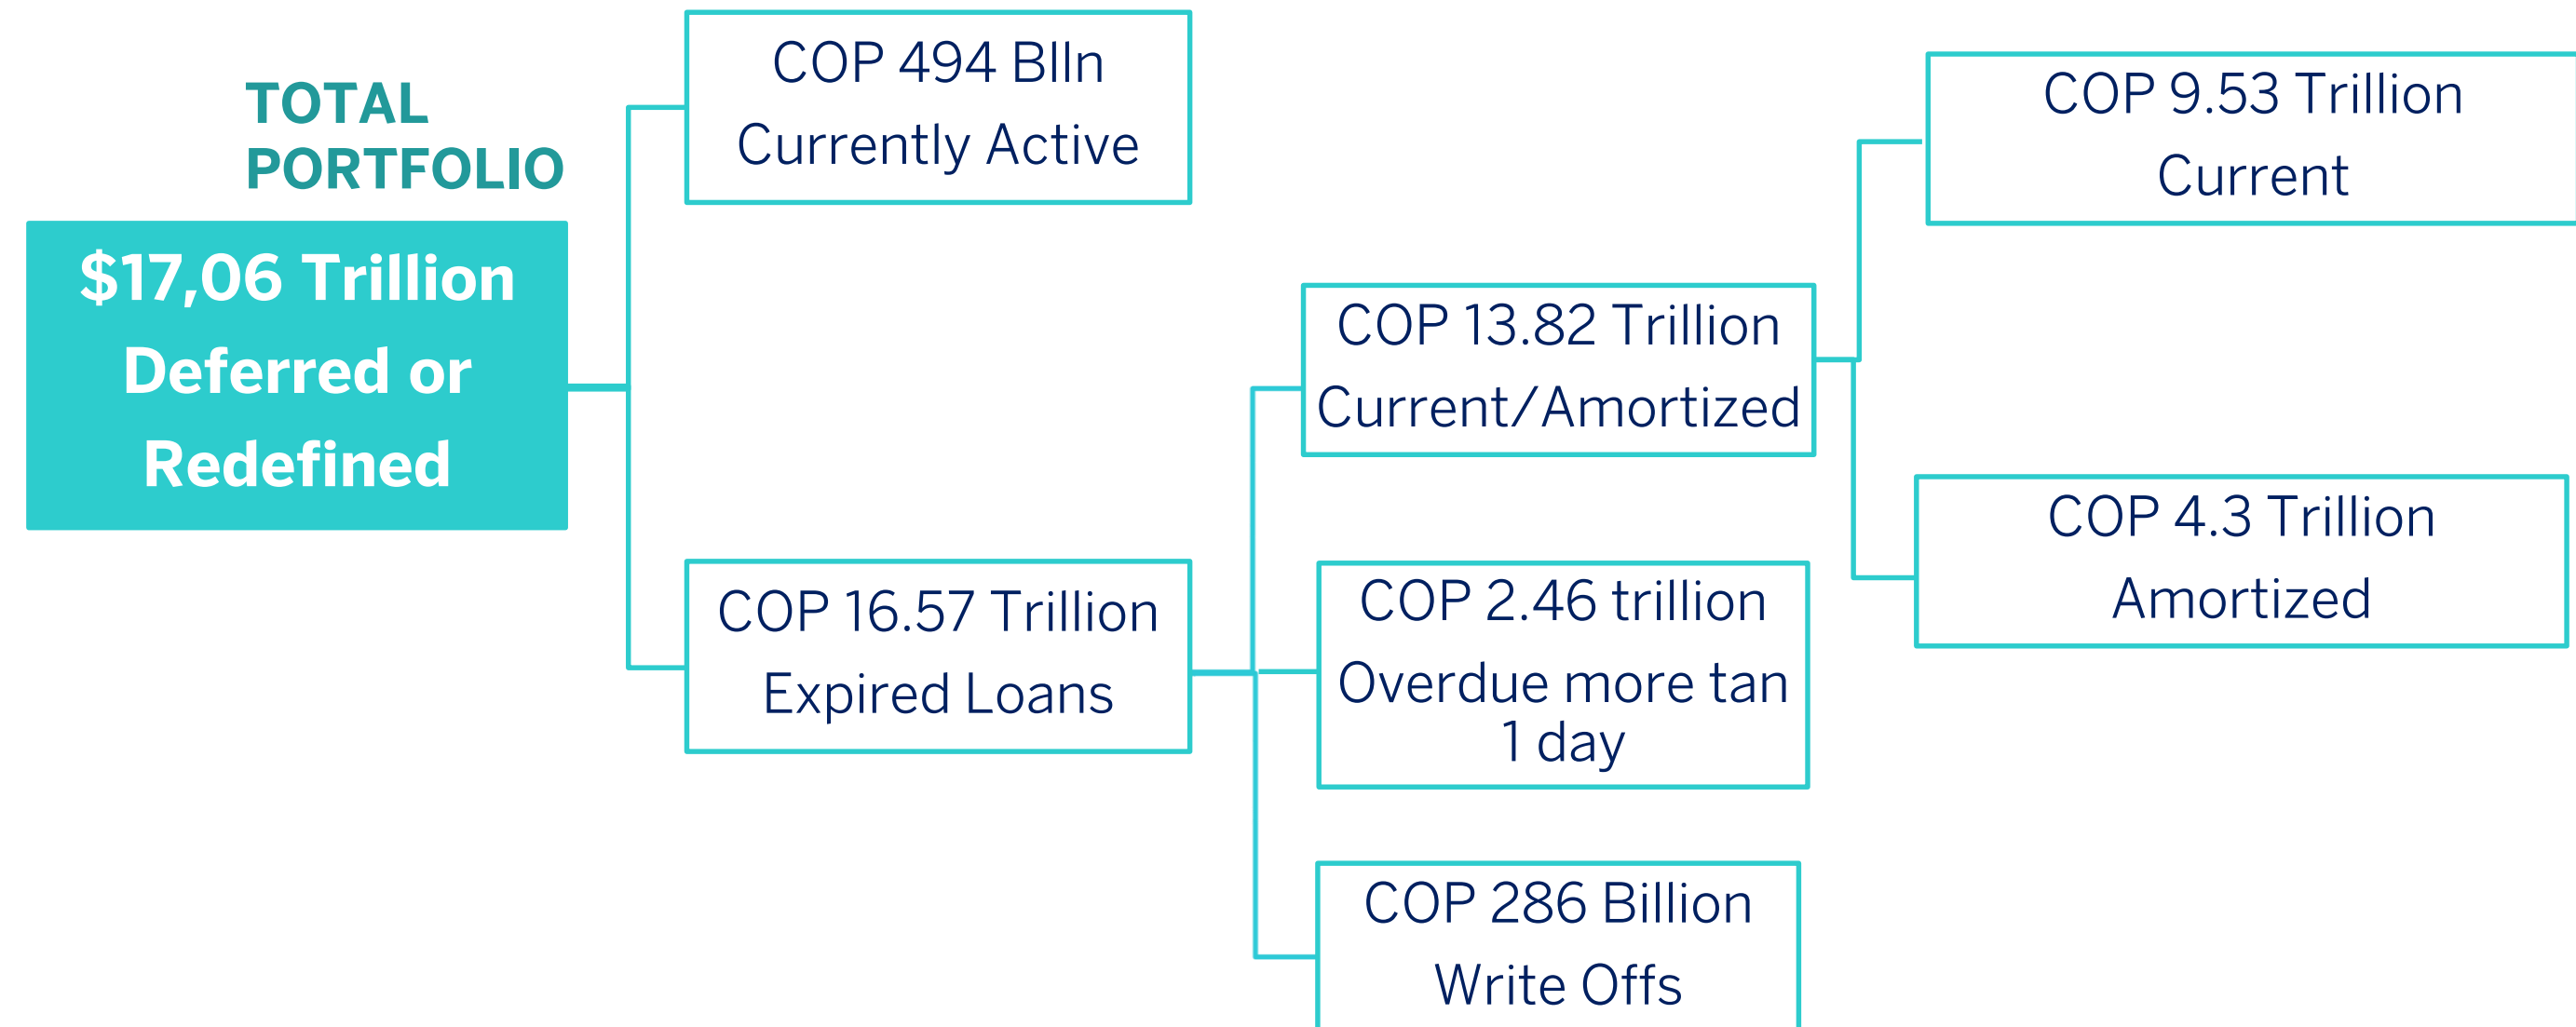 TOTAL
PORTFOLIO
$17,06 Trillion
Deferred or
Redefined
COP 494 Blln
Currently Active
COP 16.57 Trillion
Expired Loans
COP 13.82 Trillion
Current/Amortized
COP 2.46 trillion
Overdue more tan
1 day
COP 286 Billion
Write Offs
COP 9.53 Trillion
Current
COP 4.3 Trillion
Amortized